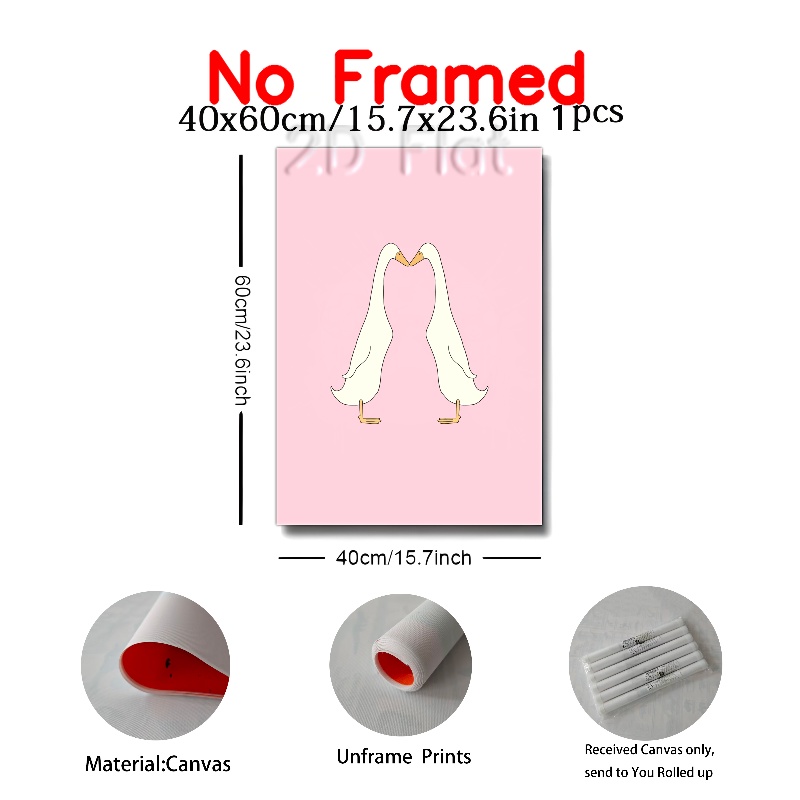 No Framed
40x60cm/15.7x23.6in 1pcs
2D Flat
60cm/23.6inch
40cm/15.7inch
Material:Canvas
Unframe Prints
Received Canvas only,
send to You Rolled up